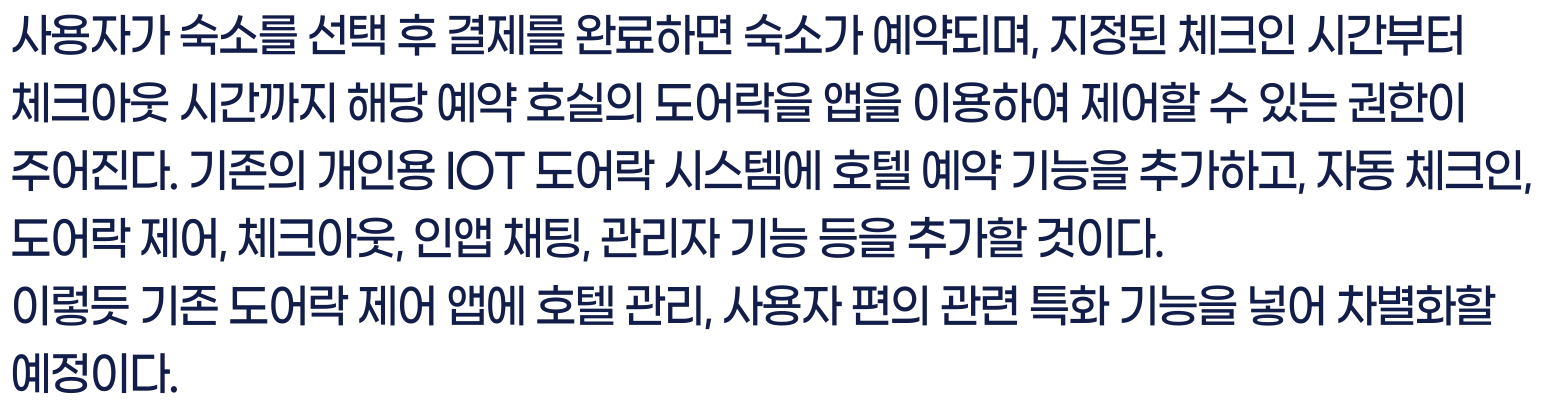 사용자가 숙소를 선택 후 결제를 완료하면 숙소가 예약되며, 지정된 체크인 시간부터
체크아웃 시간까지 해당 예약 호실의 도어락을 앱을 이용하여 제어할 수 있는 권한이
주어진다. 기존의 개인용 IOT 도어락 시스템에 호텔 예약 기능을 추가하고, 자동 체크인,
도어락 제어, 체크아웃, 인앱 채팅, 관리자 기능 등을 추가할 것이다.
이렇듯 기존 도어락 제어 앱에 호텔 관리, 사용자 편의 관련 특화 기능을 넣어 차별화할
예정이다.